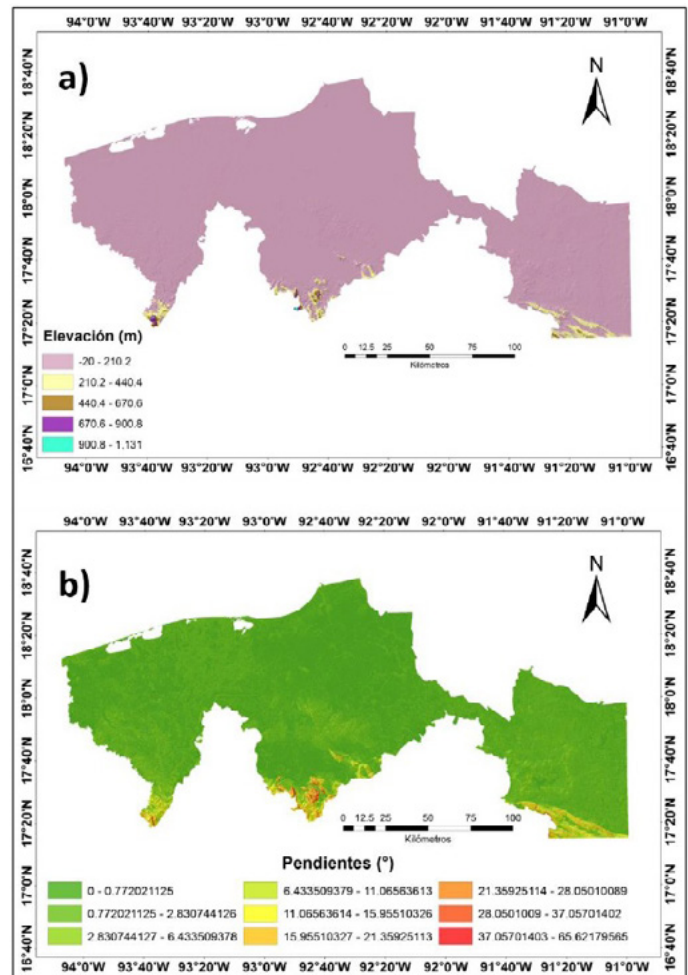 94°0'W 93°40'W 93°20'W 93°0'W 92°40'W 92°20'W 92°0'W 91°40'W 91°20'W 91°0'W
a)
N
18°40'N
18°20'N
18°0'N
17°40'N
17°20'N
17°0'N
16°40'N
18°40'N
18°20'N
18°0'N
17°40'N
17°20'N
17°0'N
16°40'N
Elevación (m)
-20 - 210.2
210.2 - 440.4
440.4 - 670.6
670.6 - 900.8
900.8 - 1.131
0 12.5 25 50 75 100
Kilómetros
94°0'W 93°40'W 93°20'W 93°0'W 92°40'W 92°20'W 92°0'W 91°40'W 91°20'W 91°0'W
94°0'W 93°40'W 93°20'W 93°0'W 92°40'W 92°20'W 92°0'W 91°40'W 91°20'W 91°0'W
b)
N
18°40'N
18°20'N
18°0'N
17°40'N
17°20'N
17°0'N
16°40'N
18°40'N
18°20'N
18°0'N
17°40'N
17°20'N
17°0'N
16°40'N
0 12.5 25 50 75 100
Kilómetros
Pendientes (°)
0 - 0.772021125
0.772021125 - 2.830744126
2.830744127 - 6.433509378
6.433509379 - 11.06563613
11.06563614 - 15.95510326
15.95510327 - 21.35925113
21.35925114 - 28.05010089
28.0501009 - 37.05701402
37.05701403 - 65.62179565
94°0'W 93°40'W 93°20'W 93°0'W 92°40'W 92°20'W 92°0'W 91°40'W 91°20'W 91°0'W